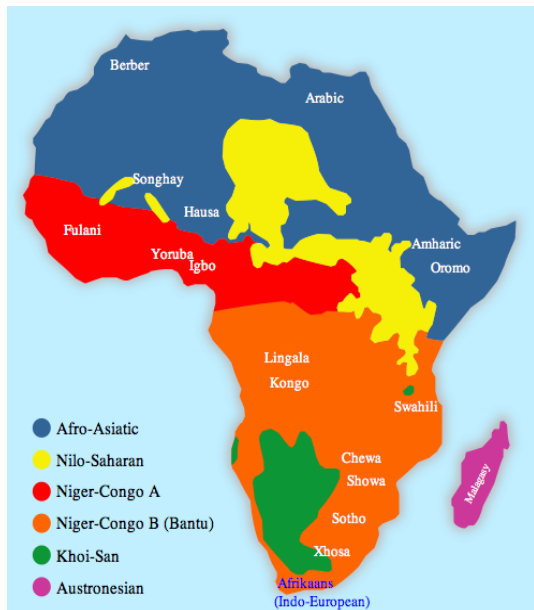 Berber
Arabic
Songhay
Hausa
Fulani
Yoruba
Igbo
Amharic
Oromo
Lingala
Kongo
Swahili
Chewa
Showa
Sotho
Xhosa
Malagasy
Afrikaans
(Indo-European)
Afro-Asiatic
Nilo-Saharan
Niger-Congo A
Niger-Congo B (Bantu)
Khoi-San
Austronesian